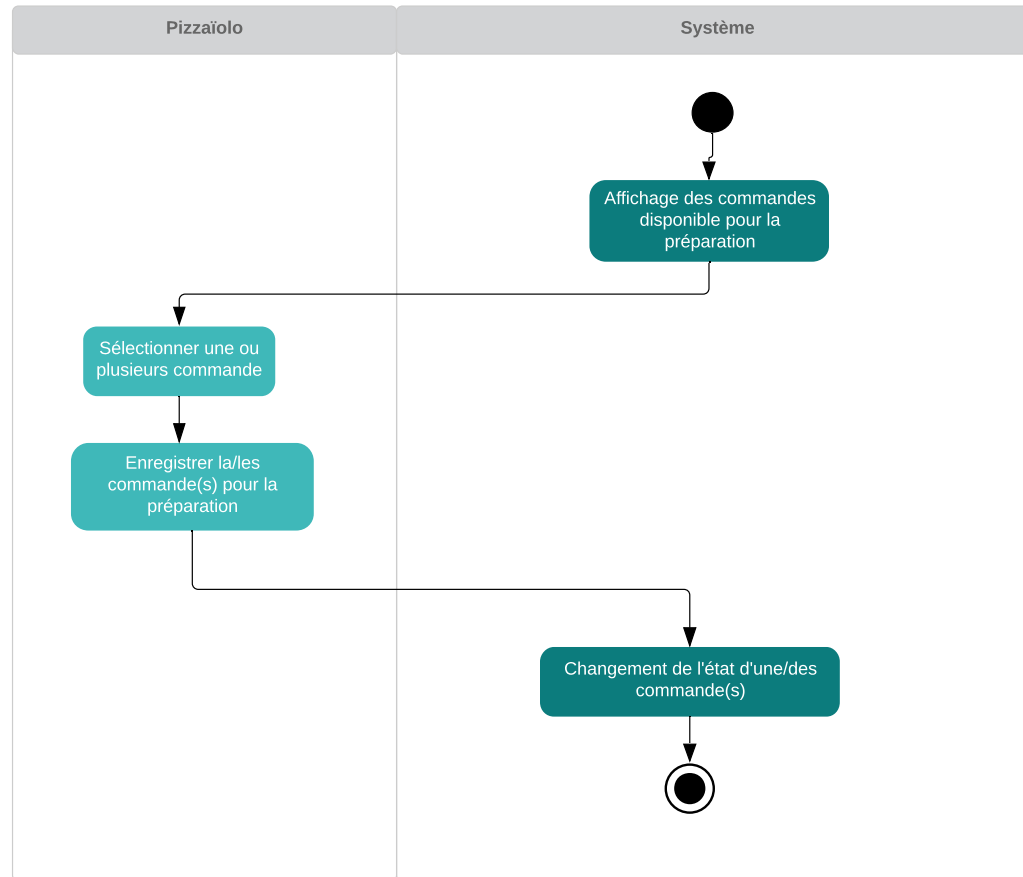 Pizzaïolo
Système
Affichage des commandes
disponible pour la
préparation
Sélectionner une ou
plusieurs commande
Enregistrer la/les
commande(s) pour la
préparation
Changement de l'état d'une/des
commande(s)